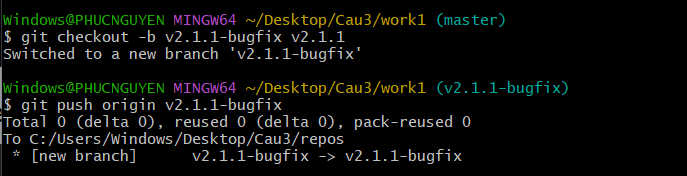 Windows@PHUCNGUYEN MINGW64 ~/Desktop/Cau3/work1 (master)
$ git checkout -b v2.1.1-bugfix v2.1.1
Switched to a new branch 'v2.1.1-bugfix'
Windows@PHUCNGUYEN MINGW64 ~/Desktop/Cau3/work1 (v2.1.1-bugfix)
$ git push origin v2.1.1-bugfix
Total 0 (delta 0), reused 0 (delta 0), pack-reused 0
To C:/Users/Windows/Desktop/Cau3/repos
 * [new branch]      v2.1.1-bugfix -> v2.1.1-bugfix